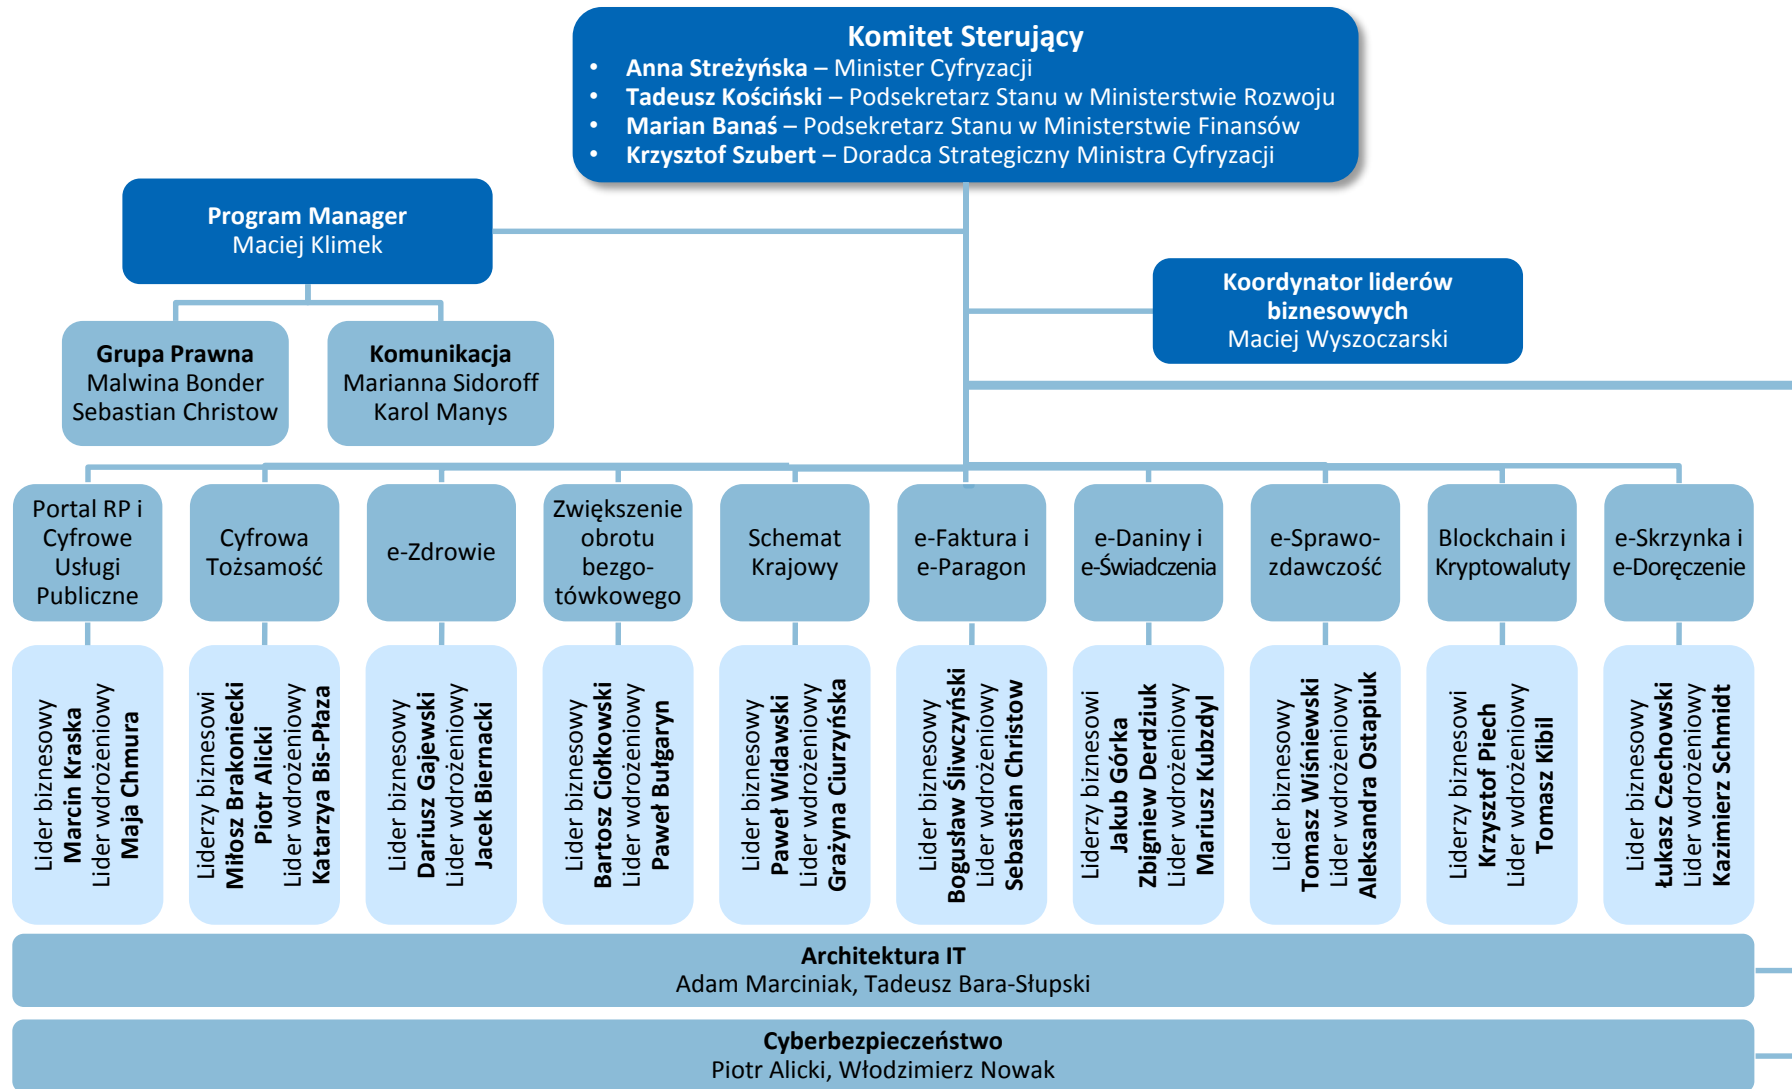 Komitet Sterujący
• Anna Streżyńska – Minister Cyfryzacji
• Tadeusz Kościński – Podsekretarz Stanu w Ministerstwie Rozwoju
• Marian Banaś – Podsekretarz Stanu w Ministerstwie Finansów
• Krzysztof Szubert – Doradca Strategiczny Ministra Cyfryzacji
Program Manager
Maciej Klimek
Koordynator liderów
biznesowych
Maciej Wyszoczarski
Grupa Prawna
Malwina Bonder
Sebastian Christow
Komunikacja
Marianna Sidoroff
Karol Manys
Portal RP i
Cyfrowe
Usługi
Publiczne
Cyfrowa
Tożsamość
e-Zdrowie
Zwiększenie
obrotu
bezgo-
tówkowego
Schemat
Krajowy
e-Faktura i
e-Paragon
e-Daniny i
e-Świadczenia
e-Sprawo-
zdawczość
Blockchain i
Kryptowaluty
e-Skrzynka i
e-Doręczenie
Lider biznesowy
Marcin Kraska
Lider wdrożeniowy
Maja Chmura
Liderzy biznesowi
Miłosz Brakoniecki
Piotr Alicki
Lider wdrożeniowy
Katarzya Bis-Płaza
Lider biznesowy
Dariusz Gajewski
Lider wdrożeniowy
Jacek Biernacki
Lider biznesowy
Bartosz Ciołkowski
Lider wdrożeniowy
Paweł Bułgaryn
Lider biznesowy
Paweł Widawski
Lider wdrożeniowy
Grażyna Ciurzyńska
Lider biznesowy
Bogusław Śliwczyński
Lider wdrożeniowy
Sebastian Christow
Liderzy biznesowi
Jakub Górka
Zbigniew Derdziuk
Lider wdrożeniowy
Mariusz Kubzdyl
Lider biznesowy
Tomasz Wiśniewski
Lider wdrożeniowy
Aleksandra Ostapiuk
Liderzy biznesowi
Krzysztof Piech
Lider wdrożeniowy
Tomasz Kibil
Lider biznesowy
Łukasz Czechowski
Lider wdrożeniowy
Kazimierz Schmidt
Architektura IT
Adam Marciniak, Tadeusz Bara-Słupski
Cyberbezpieczeństwo
Piotr Alicki, Włodzimierz Nowak